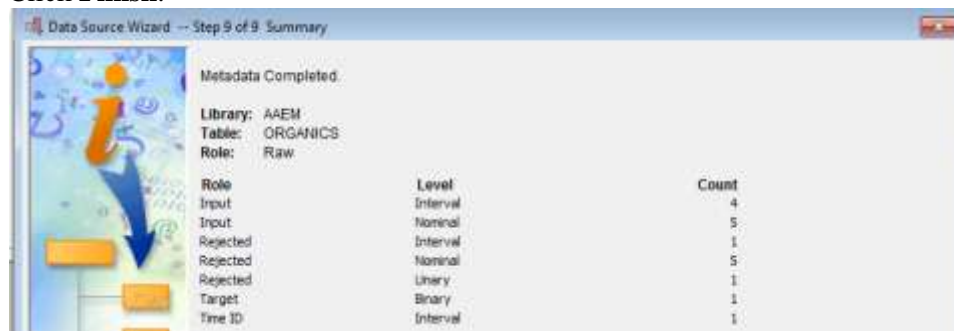 Data Source Wizard -- Step 9 of 9 Summary
Metadata Completed.
Library: AAEM
Table: ORGANICS
Role: Raw
Role Level Count
Input Interval 4
Input Nominal 5
Rejected Interval 1
Rejected Nominal 5
Rejected Unary 1
Target Binary 1
Time ID Interval 1